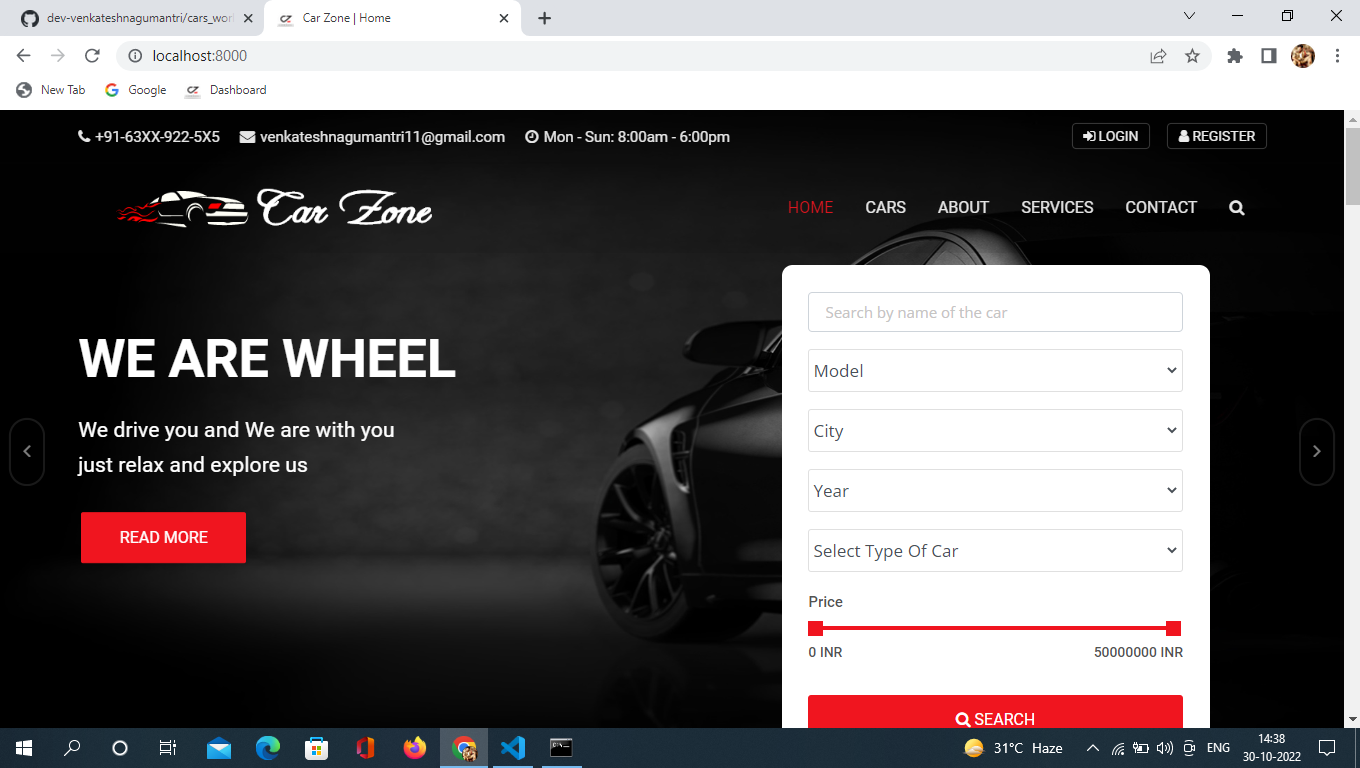 dev-venkateshnagumantri/cars_worl
Car Zone | Home
localhost:8000
New Tab
Google
Dashboard
+91-63XX-922-5X5 venkateshnagumantri11@gmail.com Mon - Sun: 8:00am - 6:00pm
LOGIN REGISTER
Car Zone
HOME CARS ABOUT SERVICES CONTACT
WE ARE WHEEL
We drive you and We are with you
just relax and explore us
READ MORE
Search by name of the car
Model
City
Year
Select Type Of Car
Price
0 INR 50000000 INR
SEARCH
31°C Haze
ENG
14:38
30-10-2022